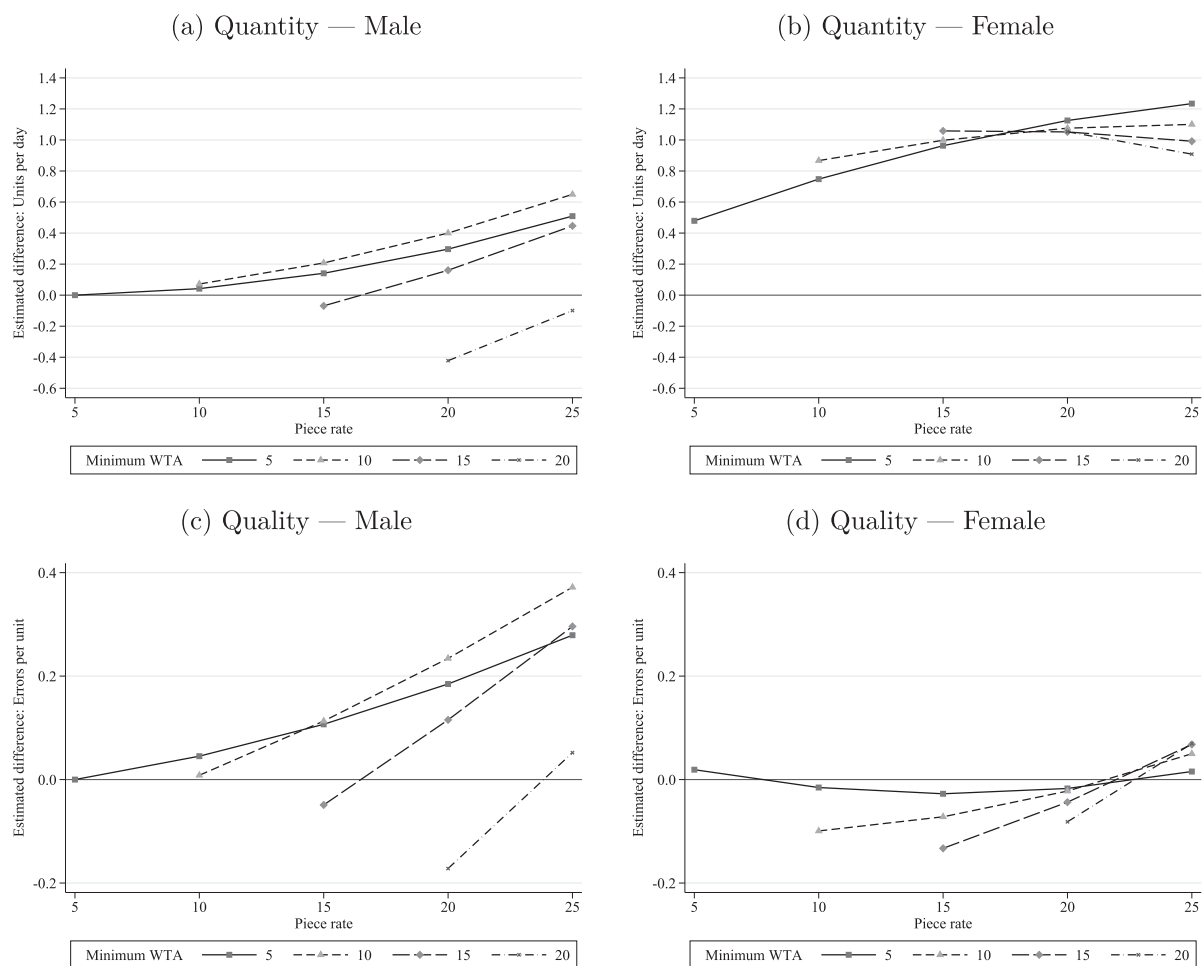 (a) Quantity — Male
Estimated difference: Units per day
1.4
1.2
1.0
0.8
0.6
0.4
0.2
0.0
-0.2
-0.4
-0.6
5 10 15 20 25
Piece rate
Minimum WTA 5 10 15 20
(b) Quantity — Female
Estimated difference: Units per day
1.4
1.2
1.0
0.8
0.6
0.4
0.2
0.0
-0.2
-0.4
-0.6
5 10 15 20 25
Piece rate
Minimum WTA 5 10 15 20
(c) Quality — Male
Estimated difference: Errors per unit
0.4
0.2
0.0
-0.2
5 10 15 20 25
Piece rate
Minimum WTA 5 10 15 20
(d) Quality — Female
Estimated difference: Errors per unit
0.4
0.2
0.0
-0.2
5 10 15 20 25
Piece rate
Minimum WTA 5 10 15 20